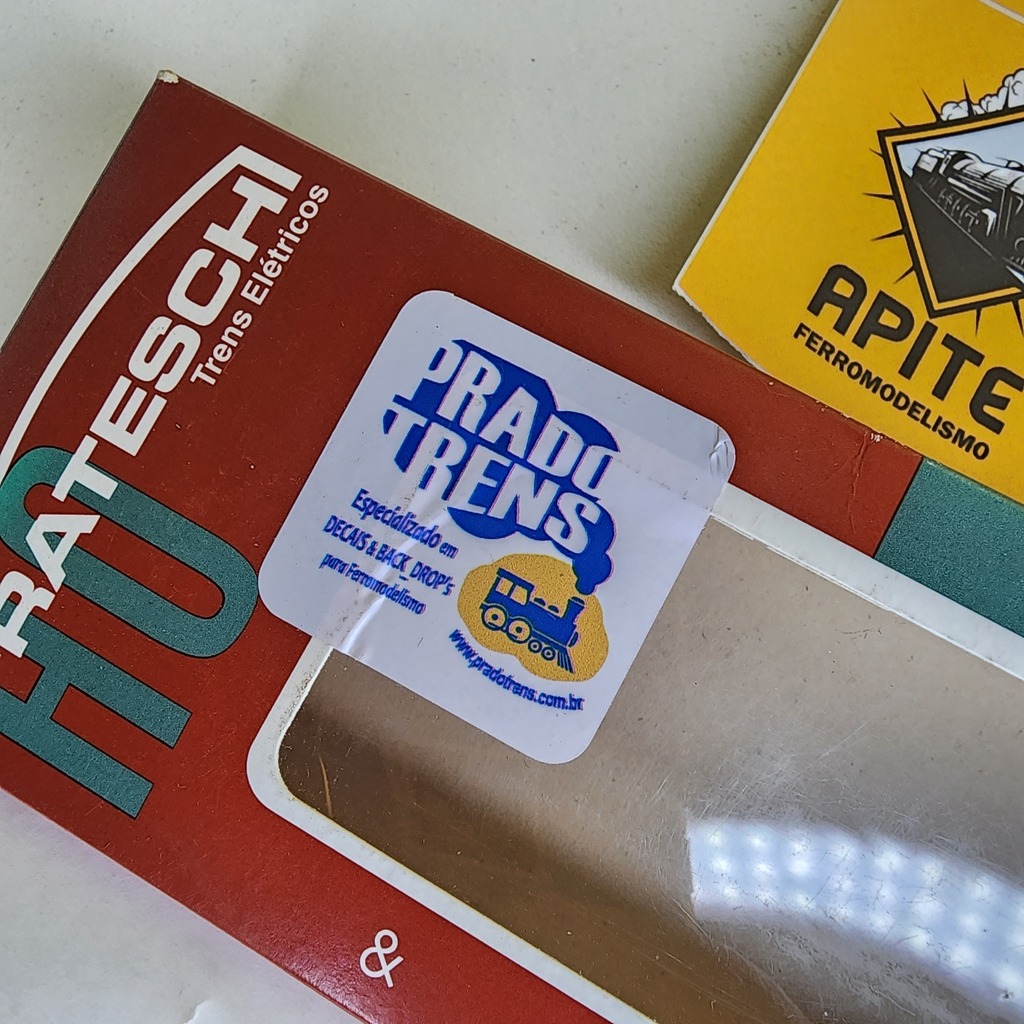 FRATESCHI
Trens Elétricos
HO
PRADO
TRENS
Especializado em
DECAIS & BACK_DROP's
para Ferromodelismo
www.pradotrens.com.br
&
APITE
FERROMODELISMO